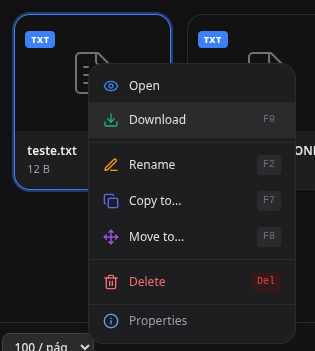 TXT
TXT
teste.txt
12 B
Open
Download F9
Rename F2
Copy to... F7
Move to... F8
Delete Del
Properties
100 / pág